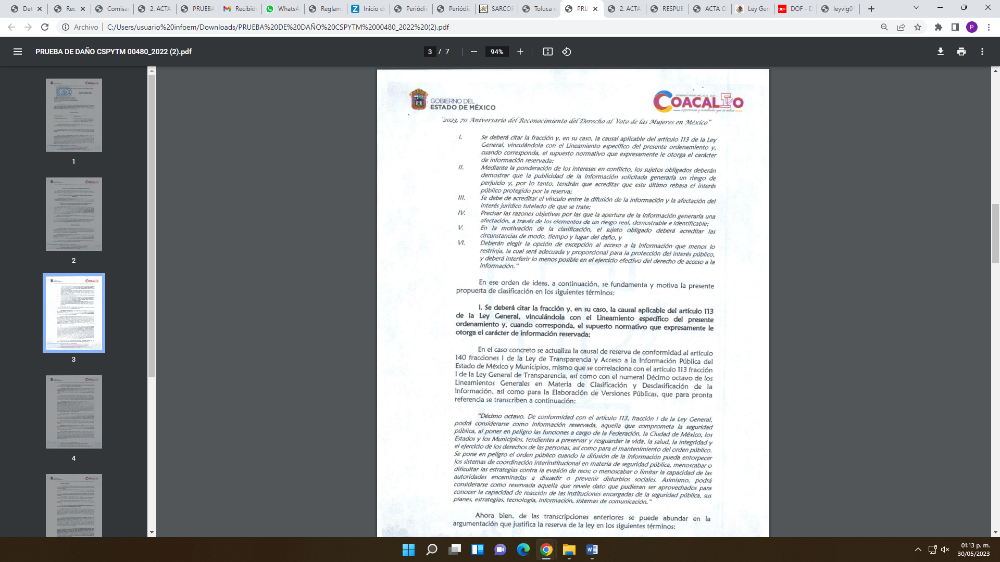 Det
Rec
Comisa
2. ACTA
PRUEBA
Recibid
WhatsA
Reglam
Inicio d
Periódic
Periódic
SARCOE
Toluca
PRU
2. ACTA
RESPUE
ACTA C
Ley Gen
DOF - D
leyvig01
Archivo
C:/Users/usuario%20infoem/Downloads/PRUEBA%20DE%20DAÑO%20CSPYTM%2000480_2022%20(2).pdf
P
PRUEBA DE DAÑO CSPYTM 00480_2022 (2).pdf
3 / 7
94%
1
2
3
4
GOBIERNO DEL
ESTADO DE MÉXICO
GOBIERNO MUNICIPAL 2022 - 2024
COACALCO
"2023, 70 Aniversario del Reconocimiento del Derecho al Voto de las Mujeres en México"
I. Se deberá citar la fracción y, en su caso, la causal aplicable del artículo 113 de la Ley
General, vinculándola con el Lineamiento específico del presente ordenamiento y,
cuando corresponda, el supuesto normativo que expresamente le otorga el carácter
de información reservada;
II. Mediante la ponderación de los intereses en conflicto, los sujetos obligados deberán
demostrar que la publicidad de la información solicitada generaría un riesgo de
perjuicio y, por lo tanto, tendrán que acreditar que este último rebasa el interés
público protegido por la reserva;
III. Se debe de acreditar el vínculo entre la difusión de la información y la afectación del
interés jurídico tutelado de que se trate;
IV. Precisar las razones objetivas por las que la apertura de la información generaría una
afectación, a través de los elementos de un riesgo real, demostrable e identificable;
V. En la motivación de la clasificación, el sujeto obligado deberá acreditar las
circunstancias de modo, tiempo y lugar del daño, y
VI. Deberán elegir la opción de excepción al acceso a la información que menos lo
restrinja, la cual será adecuada y proporcional para la protección del interés público,
y deberá interferir lo menos posible en el ejercicio efectivo del derecho de acceso a la
información."
En ese orden de ideas, a continuación, se fundamenta y motiva la presente
propuesta de clasificación en los siguientes términos:
I. Se deberá citar la fracción y, en su caso, la causal aplicable del artículo 113
de la Ley General, vinculándola con el Lineamiento específico del presente
ordenamiento y, cuando corresponda, el supuesto normativo que expresamente le
otorga el carácter de información reservada;
En el caso concreto se actualiza la causal de reserva de conformidad al artículo
140 fracciones I de la Ley de Transparencia y Acceso a la Información Pública del
Estado de México y Municipios, mismo que se correlaciona con el artículo 113 fracción
I de la Ley General de Transparencia, así como con el numeral Décimo octavo de los
Lineamientos Generales en Materia de Clasificación y Desclasificación de la
Información, así como para la Elaboración de Versiones Públicas, que para pronta
referencia se transcriben a continuación:
"Décimo octavo. De conformidad con el artículo 113, fracción I de la Ley General,
podrá considerarse como información reservada, aquella que comprometa la seguridad
pública, al poner en peligro las funciones a cargo de la Federación, la Ciudad de México, los
Estados y los Municipios, tendientes a preservar y resguardar la vida, la salud, la integridad y
el ejercicio de los derechos de las personas, así como para el mantenimiento del orden público.
Se pone en peligro el orden público cuando la difusión de la información pueda entorpecer
los sistemas de coordinación interinstitucional en materia de seguridad pública, menoscabar o
dificultar las estrategias contra la evasión de reos; o menoscabar o limitar la capacidad de las
autoridades encaminadas a disuadir o prevenir disturbios sociales. Asimismo, podrá
considerarse como reservada aquella que revele dato que pudieran ser aprovechados para
conocer la capacidad de reacción de las instituciones encargadas de la seguridad pública, sus
planes, estrategias, tecnología, información, sistemas de comunicación."
Ahora bien, de las transcripciones anteriores se puede abundar en la
argumentación que justifica la reserva de la ley en los siguientes términos:
01:13 p. m.
30/05/2023